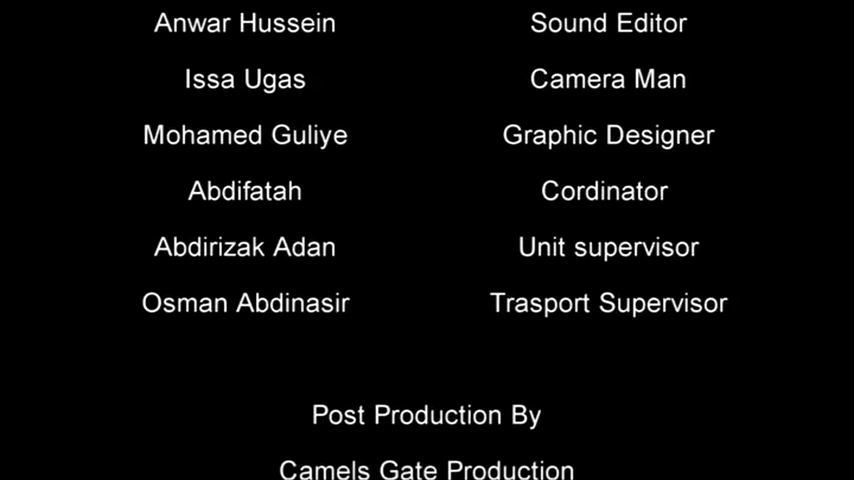 Anwar Hussein Sound Editor
Issa Ugas Camera Man
Mohamed Guliye Graphic Designer
Abdifatah Cordinator
Abdirizak Adan Unit supervisor
Osman Abdinasir Trasport Supervisor
Post Production By
Camels Gate Production